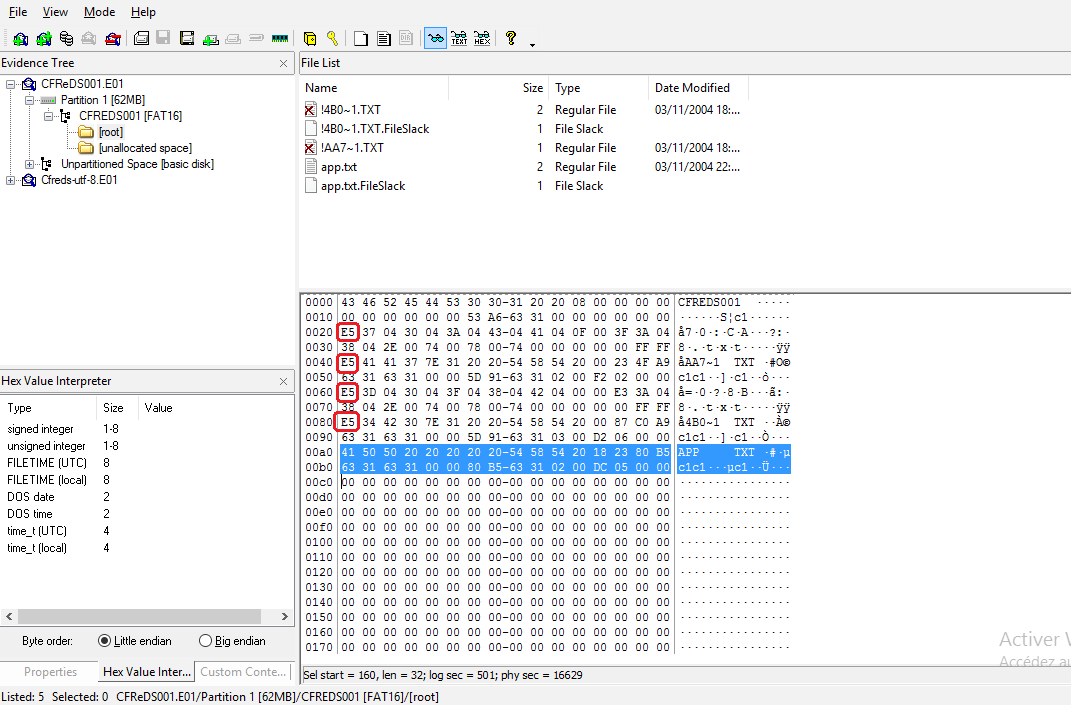 File View Mode Help
Evidence Tree
CFReDS001.E01
Partition 1 [62MB]
CFREDS001 [FAT16]
[root]
[unallocated space]
Unpartitioned Space [basic disk]
Cfreds-utf-8.E01
File List
Name Size Type Date Modified
!4B0~1.TXT 2 Regular File 03/11/2004 18:...
!4B0~1.TXT.FileSlack 1 File Slack
!AA7~1.TXT 1 Regular File 03/11/2004 18:...
app.txt 2 Regular File 03/11/2004 22:...
app.txt.FileSlack 1 File Slack
Hex Value Interpreter
Type Size Value
signed integer 1-8
unsigned integer 1-8
FILETIME (UTC) 8
FILETIME (local) 8
DOS date 2
DOS time 2
time_t (UTC) 4
time_t (local) 4
Byte order: Little endian Big endian
Properties Hex Value Inter... Custom Conte...
0000 43 46 52 45 44 53 30 30-31 20 20 08 00 00 00 00 CFREDS001  ·····
0010 00 00 00 00 00 00 53 A6-63 31 00 00 00 00 00 00 ······S¦c1······
0020 E5 37 04 30 04 3A 04 43-04 41 04 0F 00 3F 3A 04 å7·0·:·C·A···?:·
0030 38 04 2E 00 74 00 78 00-74 00 00 00 00 00 FF FF 8·.·t·x·t·····ÿÿ
0040 E5 41 41 37 7E 31 20 20-54 58 54 20 00 23 4F A9 åAA7~1  TXT ·#O©
0050 63 31 63 31 00 00 5D 91-63 31 02 00 F2 02 00 00 c1c1··]·c1··ò···
0060 E5 3D 04 30 04 3F 04 38-04 42 04 00 00 E3 3A 04 å=·0·?·8·B···ã:·
0070 38 04 2E 00 74 00 78 00-74 00 00 00 00 00 FF FF 8·.·t·x·t·····ÿÿ
0080 E5 34 42 30 7E 31 20 20-54 58 54 20 00 87 C0 A9 å4B0~1  TXT ··À©
0090 63 31 63 31 00 00 5D 91-63 31 03 00 D2 06 00 00 c1c1··]·c1··Ò···
00a0 41 50 50 20 20 20 20 20-54 58 54 20 18 23 80 B5 APP     TXT ·#·µ
00b0 63 31 63 31 00 00 80 B5-63 31 02 00 DC 05 00 00 c1c1···µc1··Ü···
00c0 00 00 00 00 00 00 00 00-00 00 00 00 00 00 00 00 ················
00d0 00 00 00 00 00 00 00 00-00 00 00 00 00 00 00 00 ················
00e0 00 00 00 00 00 00 00 00-00 00 00 00 00 00 00 00 ················
00f0 00 00 00 00 00 00 00 00-00 00 00 00 00 00 00 00 ················
0100 00 00 00 00 00 00 00 00-00 00 00 00 00 00 00 00 ················
0110 00 00 00 00 00 00 00 00-00 00 00 00 00 00 00 00 ················
0120 00 00 00 00 00 00 00 00-00 00 00 00 00 00 00 00 ················
0130 00 00 00 00 00 00 00 00-00 00 00 00 00 00 00 00 ················
0140 00 00 00 00 00 00 00 00-00 00 00 00 00 00 00 00 ················
0150 00 00 00 00 00 00 00 00-00 00 00 00 00 00 00 00 ················
0160 00 00 00 00 00 00 00 00-00 00 00 00 00 00 00 00 ················
0170 00 00 00 00 00 00 00 00-00 00 00 00 00 00 00 00 ················
Activer
Accédez au
Sel start = 160, len = 32; log sec = 501; phy sec = 16629
Listed: 5 Selected: 0 CFReDS001.E01/Partition 1 [62MB]/CFREDS001 [FAT16]/[root]